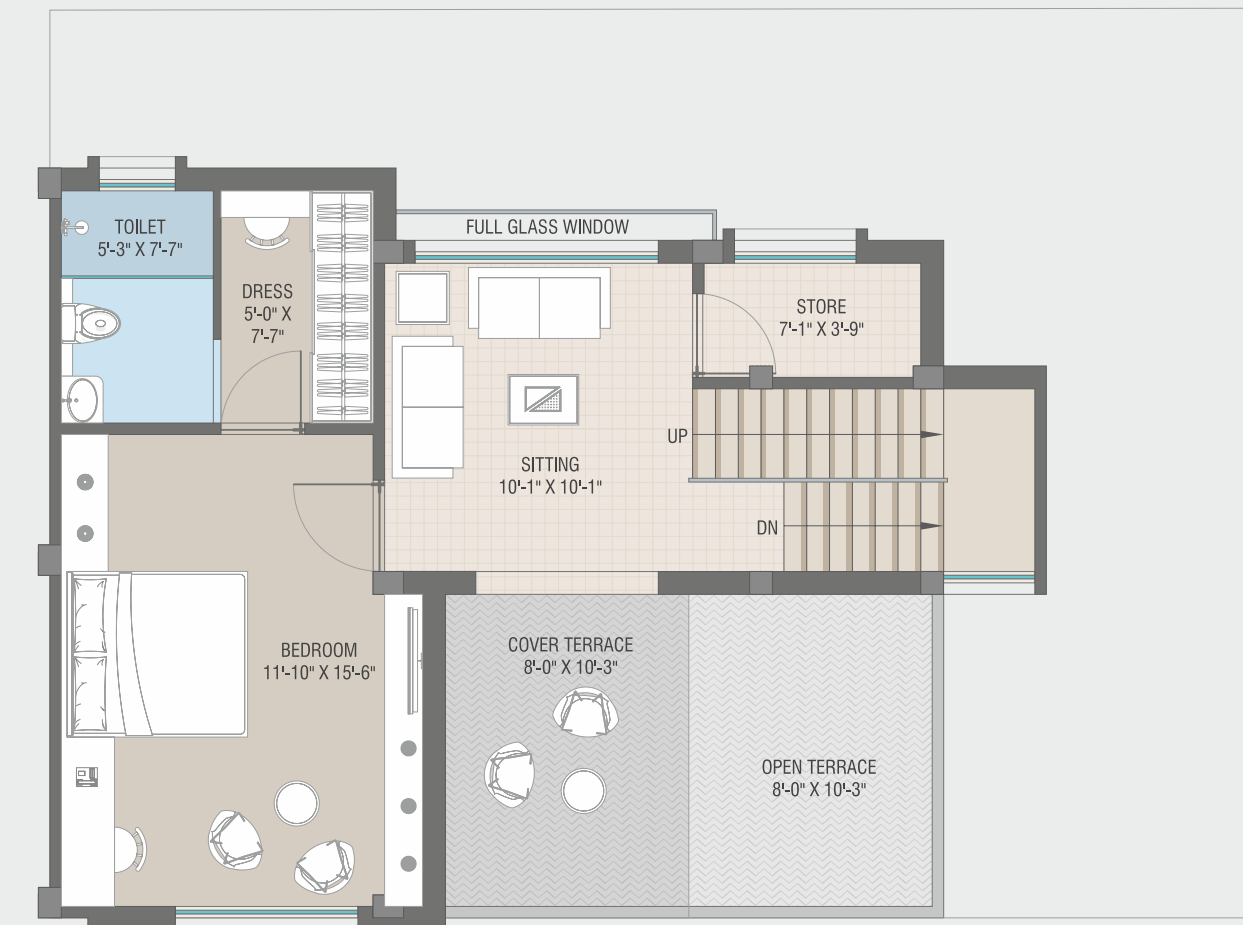 FULL GLASS WINDOW
TOILET
5'-3" X 7'-7"
DRESS
5'-0" X
7'-7"
STORE
7'-1" X 3'-9"
UP
SITTING
10'-1" X 10'-1"
DN
BEDROOM
11'-10" X 15'-6"
COVER TERRACE
8'-0" X 10'-3"
OPEN TERRACE
8'-0" X 10'-3"